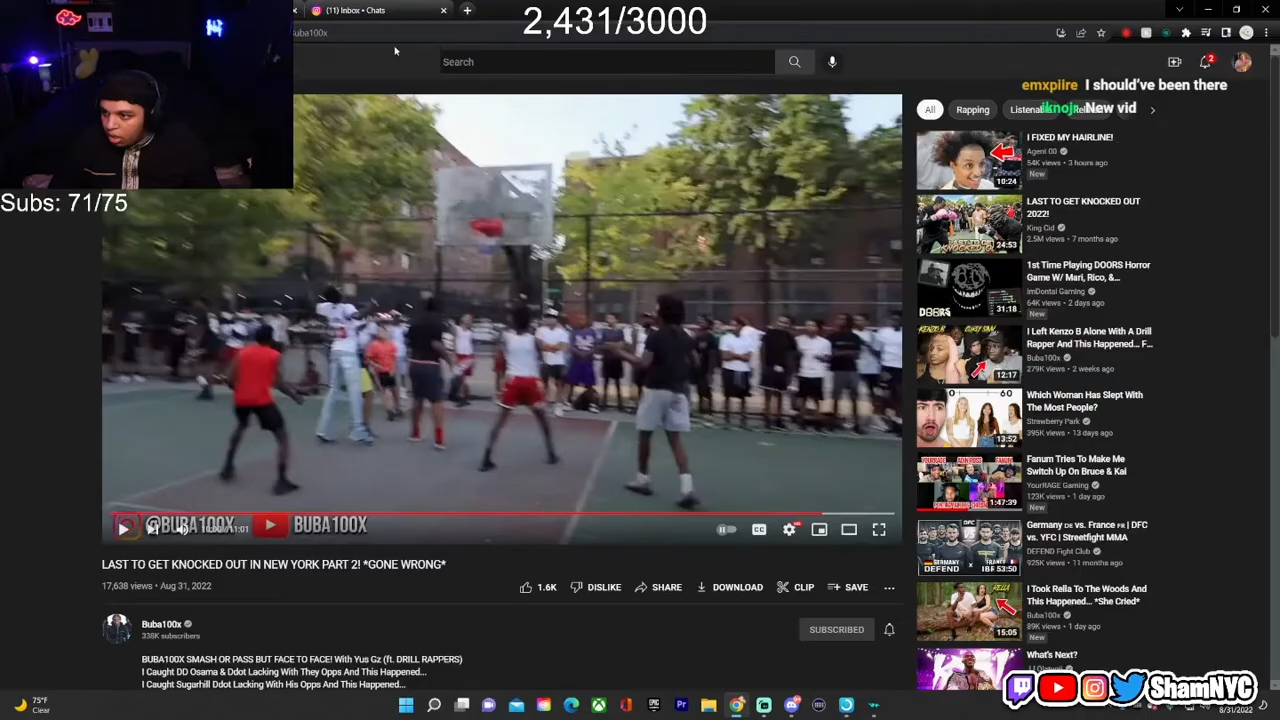 (11) Inbox • Chats
2,431/3000
Buba100x
Search
2
emxpiire I should've been there
iknojr New vid
Subs: 71/75
All
Rapping
I FIXED MY HAIRLINE!
Agent 00
54K views • 3 hours ago
New
10:24
LAST TO GET KNOCKED OUT
2022!
King Cid
2.5M views • 7 months ago
24:53
1st Time Playing DOORS Horror
Game W/ Mari, Rico, &...
ImDontai Gaming
64K views • 2 days ago
New
DOORS
31:18
I Left Kenzo B Alone With A Drill
Rapper And This Happened... F...
Buba100x
279K views • 2 weeks ago
12:17
Which Woman Has Slept With
The Most People?
Strawberry Park
395K views • 13 days ago
0
60
13:52
Fanum Tries To Make Me
Switch Up On Bruce & Kai
YourRAGE Gaming
123K views • 1 day ago
New
1:47:39
Germany DE vs. France FR | DFC
vs. YFC | Streetfight MMA
DEFEND Fight Club
925K views • 11 months ago
53:50
I Took Rella To The Woods And
This Happened... *She Cried*
Buba100x
89K views • 1 day ago
New
RELLA
15:05
What's Next?
@BUBA100X
BUBA100X
CC
LAST TO GET KNOCKED OUT IN NEW YORK PART 2! *GONE WRONG*
17,638 views • Aug 31, 2022
1.6K
DISLIKE
SHARE
DOWNLOAD
CLIP
SAVE
Buba100x
338K subscribers
SUBSCRIBED
BUBA100X SMASH OR PASS BUT FACE TO FACE! With Yus Gz (ft. DRILL RAPPERS)
I Caught DD Osama & Ddot Lacking With They Opps And This Happened...
I Caught Sugarhill Ddot Lacking With His Opps And This Happened...
ShamNYC
75°F
Clear
8/31/2022